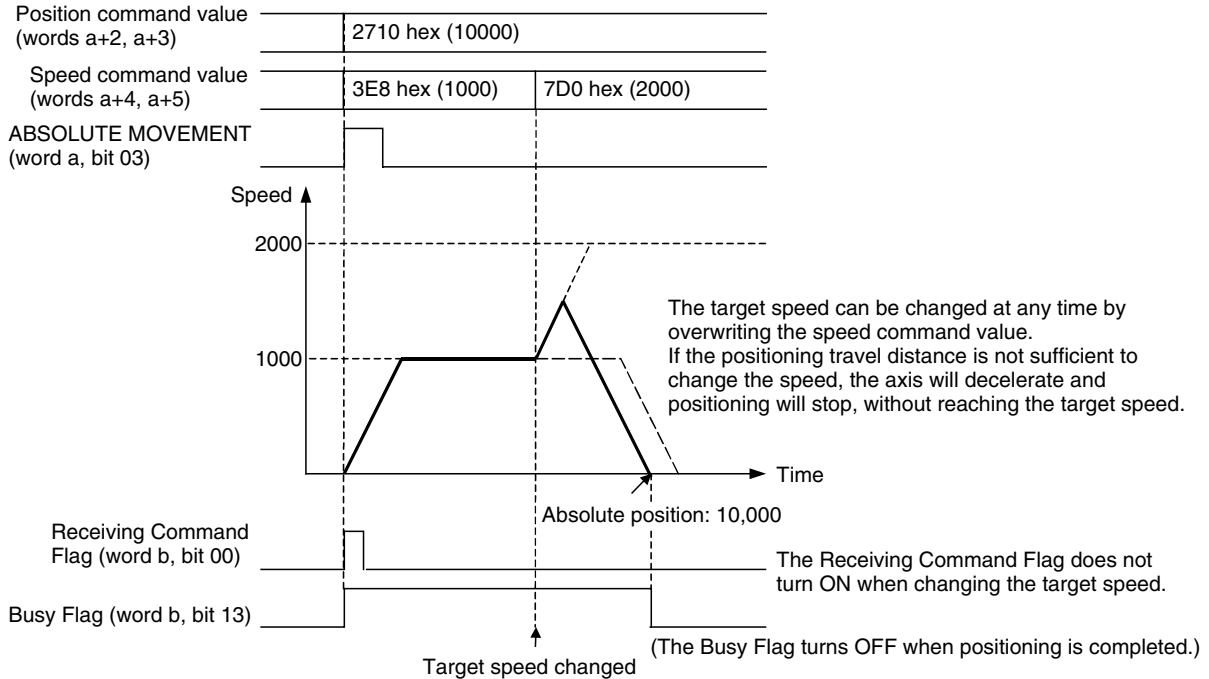 Position command value
(words a+2, a+3)
2710 hex (10000)
Speed command value
(words a+4, a+5)
3E8 hex (1000)
7D0 hex (2000)
ABSOLUTE MOVEMENT
(word a, bit 03)
Speed
2000
The target speed can be changed at any time by
overwriting the speed command value.
If the positioning travel distance is not sufficient to
change the speed, the axis will decelerate and
positioning will stop, without reaching the target speed.
1000
Time
Absolute position: 10,000
Receiving Command
Flag (word b, bit 00)
The Receiving Command Flag does not
turn ON when changing the target speed.
Busy Flag (word b, bit 13)
(The Busy Flag turns OFF when positioning is completed.)
Target speed changed